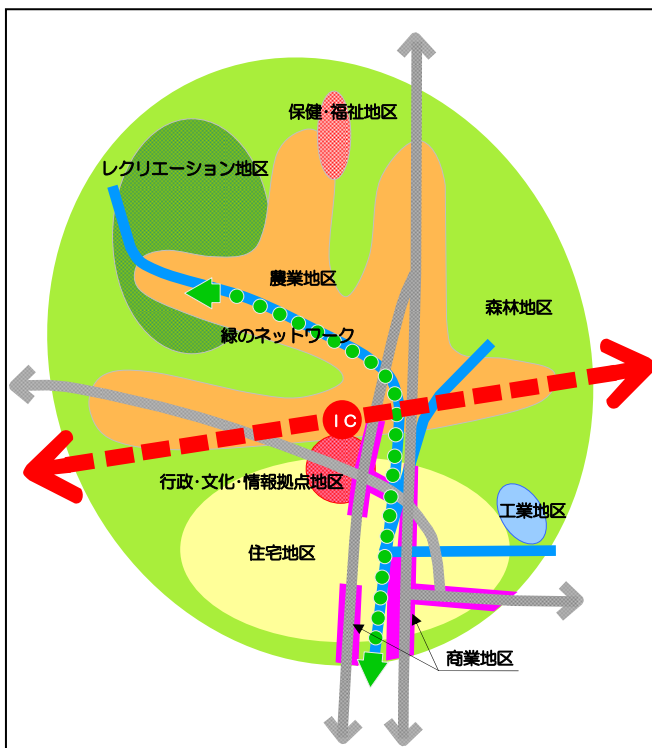 保健・福祉地区
レクリエーション地区
農業地区
森林地区
緑のネットワーク
IC
行政・文化・情報拠点地区
工業地区
住宅地区
商業地区